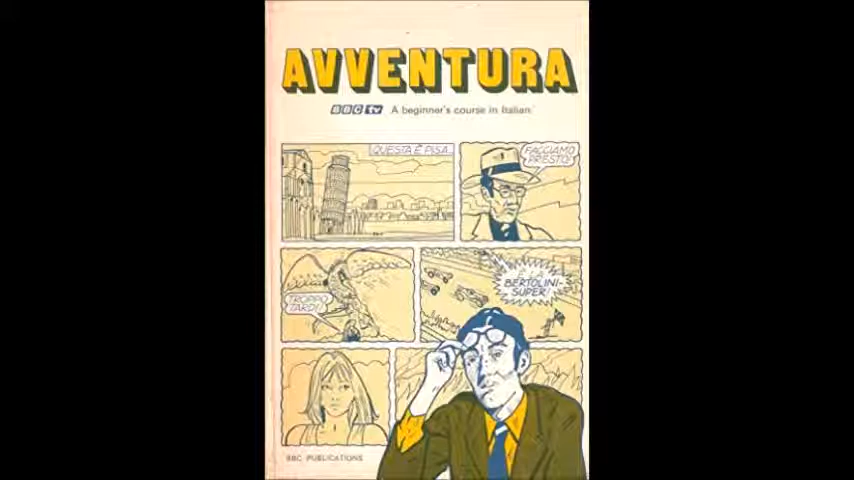 AVVENTURA
BBC tv A beginner's course in Italian
QUESTA È PISA
FACCIAMO
PRESTO!
TROPPO
TARDI!
È LA
BERTOLINI-
SUPER!
BBC PUBLICATIONS